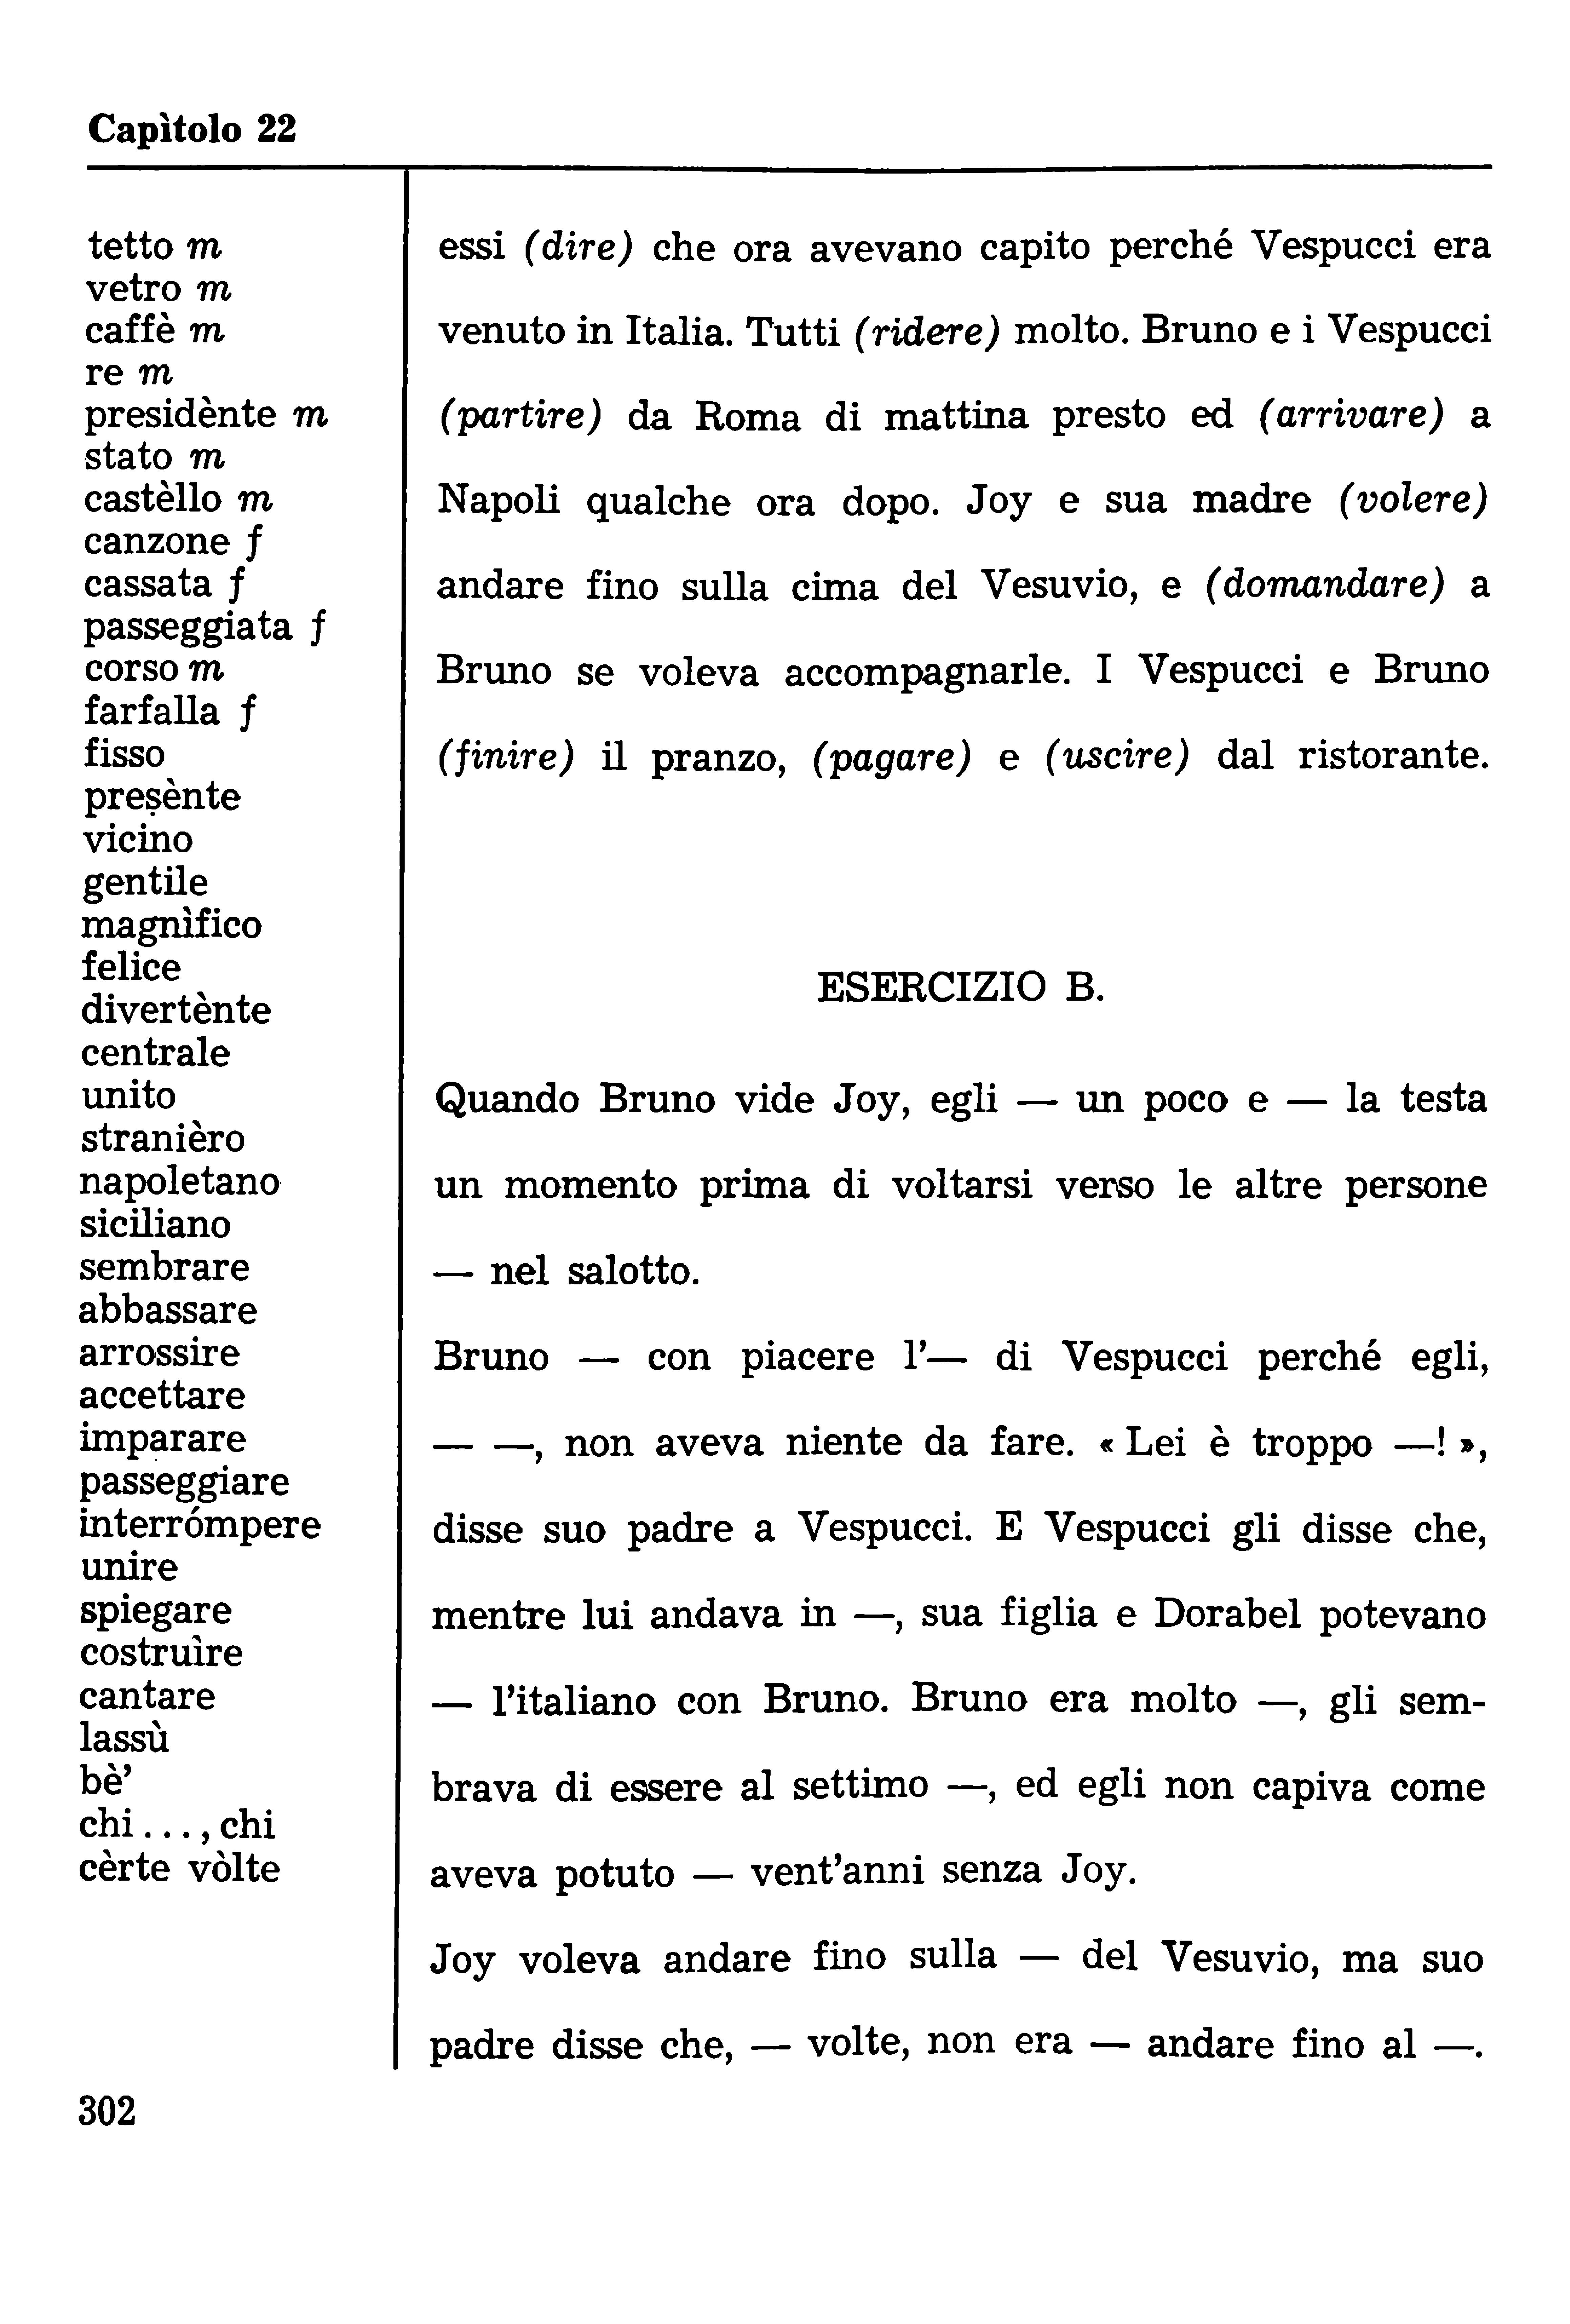 Capìtolo 22
tetto m
vetro m
caffè m
re m
presidènte m
stato m
castèllo m
canzone f
cassata f
passeggiata f
corso m
farfalla f
fisso
preṣènte
vicino
gentile
magnìfico
felice
divertènte
centrale
unito
stranièro
napoletano
siciliano
sembrare
abbassare
arrossire
accettare
imparare
passeggiare
interrómpere
unire
spiegare
costruìre
cantare
lassù
bè’
chi . . . , chi
cèrte vòlte
essi (dire) che ora avevano capito perché Vespucci era
venuto in Italia. Tutti (ridere) molto. Bruno e i Vespucci
(partire) da Roma di mattina presto ed (arrivare) a
Napoli qualche ora dopo. Joy e sua madre (volere)
andare fino sulla cima del Vesuvio, e (domandare) a
Bruno se voleva accompagnarle. I Vespucci e Bruno
(finire) il pranzo, (pagare) e (uscire) dal ristorante.
ESERCIZIO B.
Quando Bruno vide Joy, egli — un poco e — la testa
un momento prima di voltarsi verso le altre persone
— nel salotto.
Bruno — con piacere l’— di Vespucci perché egli,
— —, non aveva niente da fare. « Lei è troppo —! »,
disse suo padre a Vespucci. E Vespucci gli disse che,
mentre lui andava in —, sua figlia e Dorabel potevano
— l’italiano con Bruno. Bruno era molto —, gli sem-
brava di essere al settimo —, ed egli non capiva come
aveva potuto — vent’anni senza Joy.
Joy voleva andare fino sulla — del Vesuvio, ma suo
padre disse che, — volte, non era — andare fino al —.
302